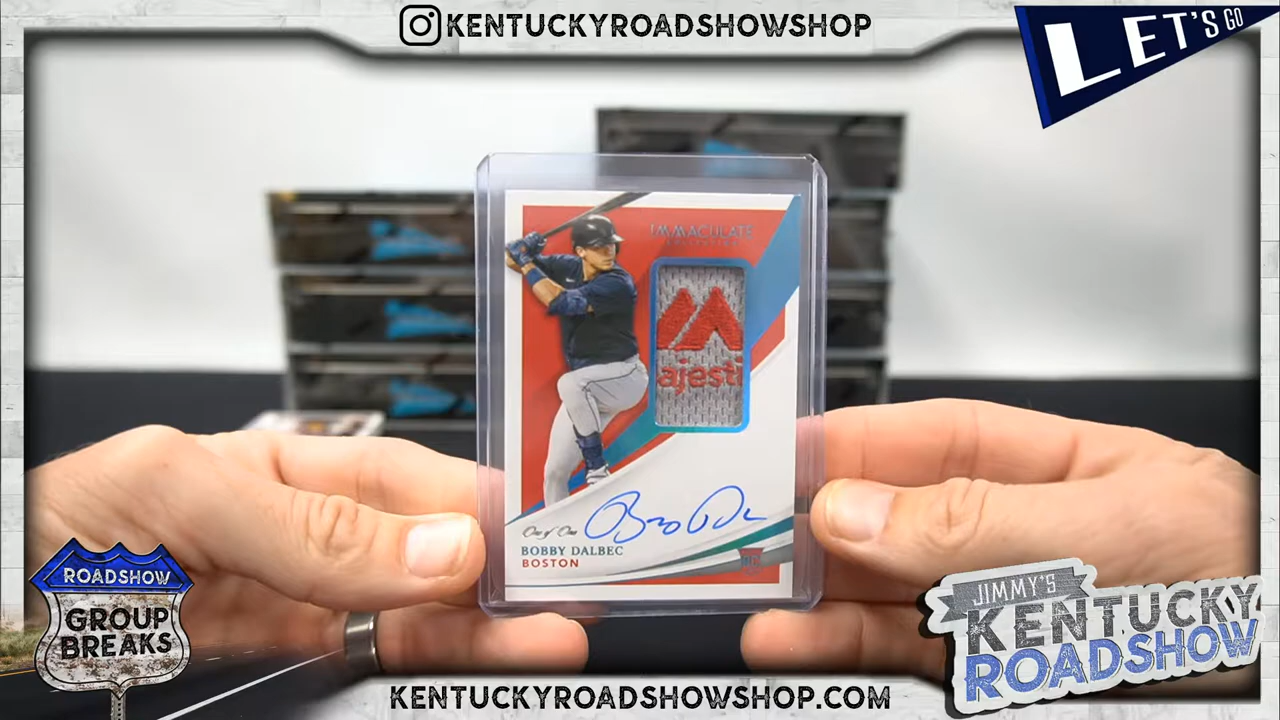 KENTUCKYROADSHOWSHOP
LET'S GO
IMMACULATE
COLLECTION
ajesti
One of One
BOBBY DALBEC
BOSTON
RC
ROADSHOW
GROUP
BREAKS
JIMMY'S
KENTUCKY
ROADSHOW
KENTUCKYROADSHOWSHOP.COM